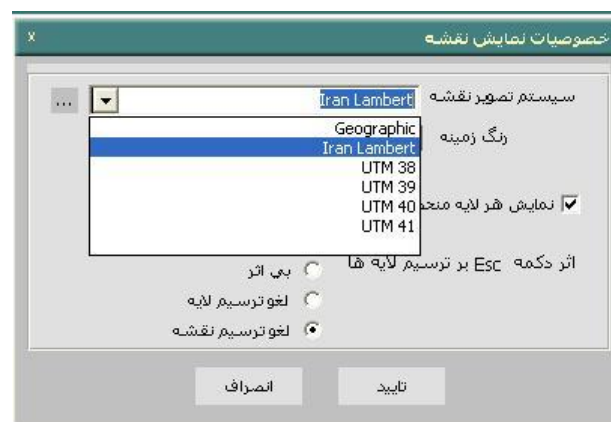 خصوصیات نمایش نقشه
x
سیستم تصویر نقشه
Iran Lambert
...
Geographic
Iran Lambert
UTM 38
UTM 39
UTM 40
UTM 41
رنگ زمینه
نمایش هر لایه
اثر دکمه Esc بر ترسیم لایه ها
بی اثر
لغو ترسیم لایه
لغو ترسیم نقشه
تایید
انصراف